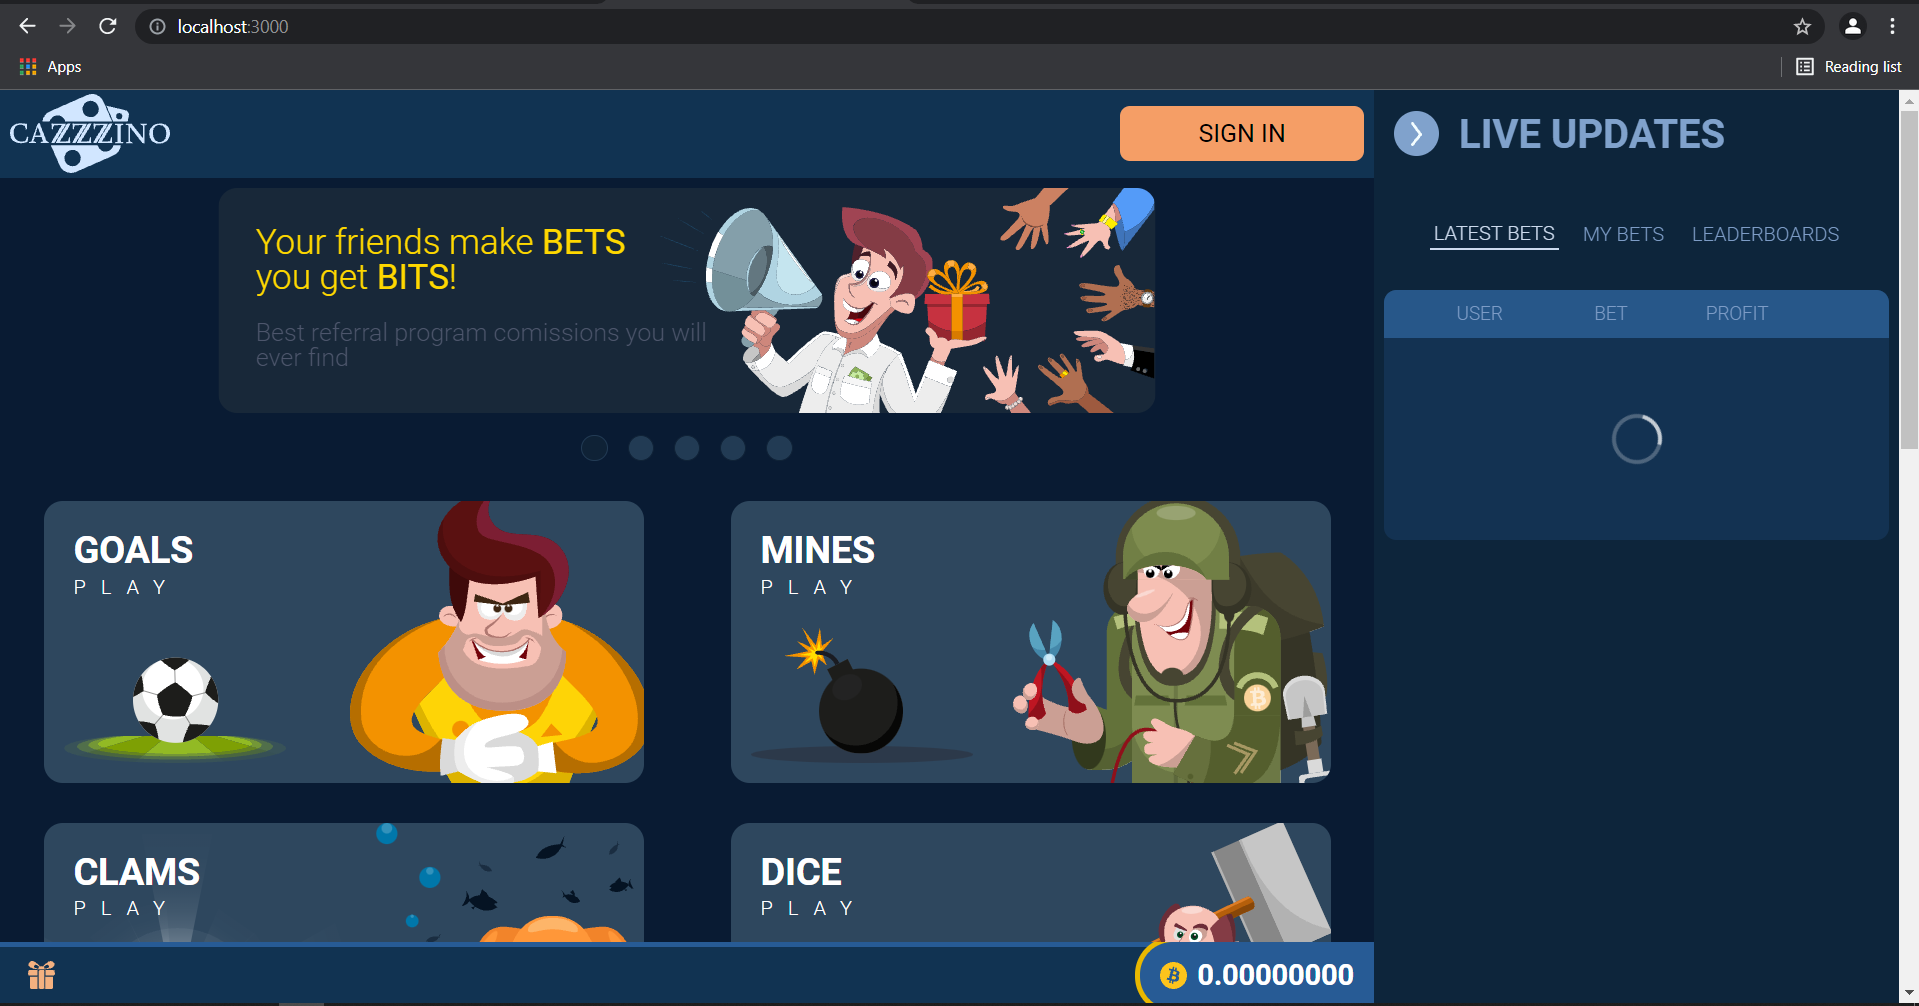 localhost:3000
Apps
Reading list
CAZZZINO
SIGN IN
LIVE UPDATES
Your friends make BETS
you get BITS!
Best referral program comissions you will
ever find
LATEST BETS
MY BETS
LEADERBOARDS
USER
BET
PROFIT
GOALS
PLAY
MINES
PLAY
CLAMS
PLAY
DICE
PLAY
0.00000000